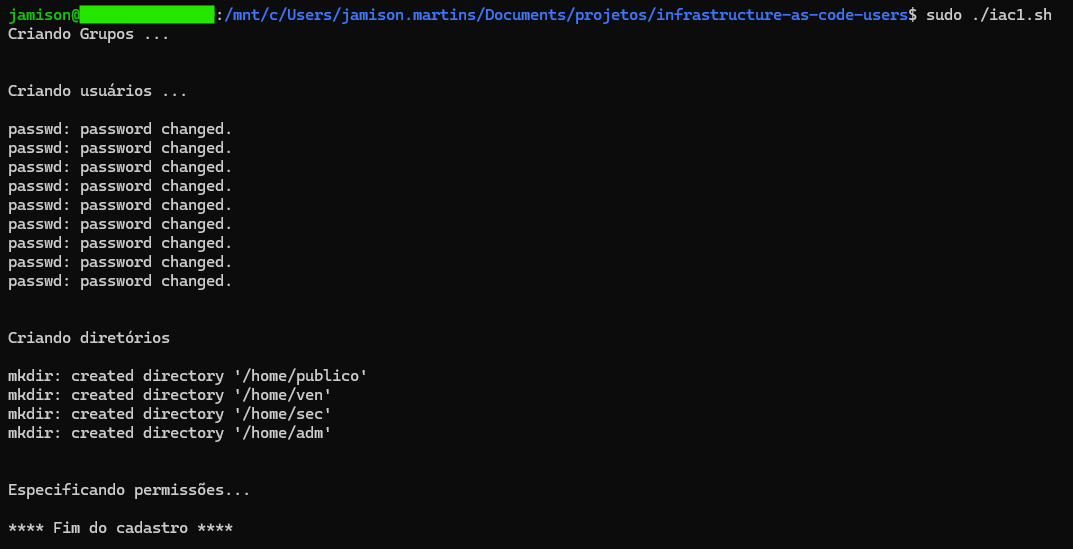 jamison@:/mnt/c/Users/jamison.martins/Documents/projetos/infrastructure-as-code-users$ sudo ./iac1.sh
Criando Grupos ...
Criando usuários ...
passwd: password changed.
passwd: password changed.
passwd: password changed.
passwd: password changed.
passwd: password changed.
passwd: password changed.
passwd: password changed.
passwd: password changed.
passwd: password changed.
Criando diretórios
mkdir: created directory '/home/publico'
mkdir: created directory '/home/ven'
mkdir: created directory '/home/sec'
mkdir: created directory '/home/adm'
Especificando permissões...
**** Fim do cadastro ****